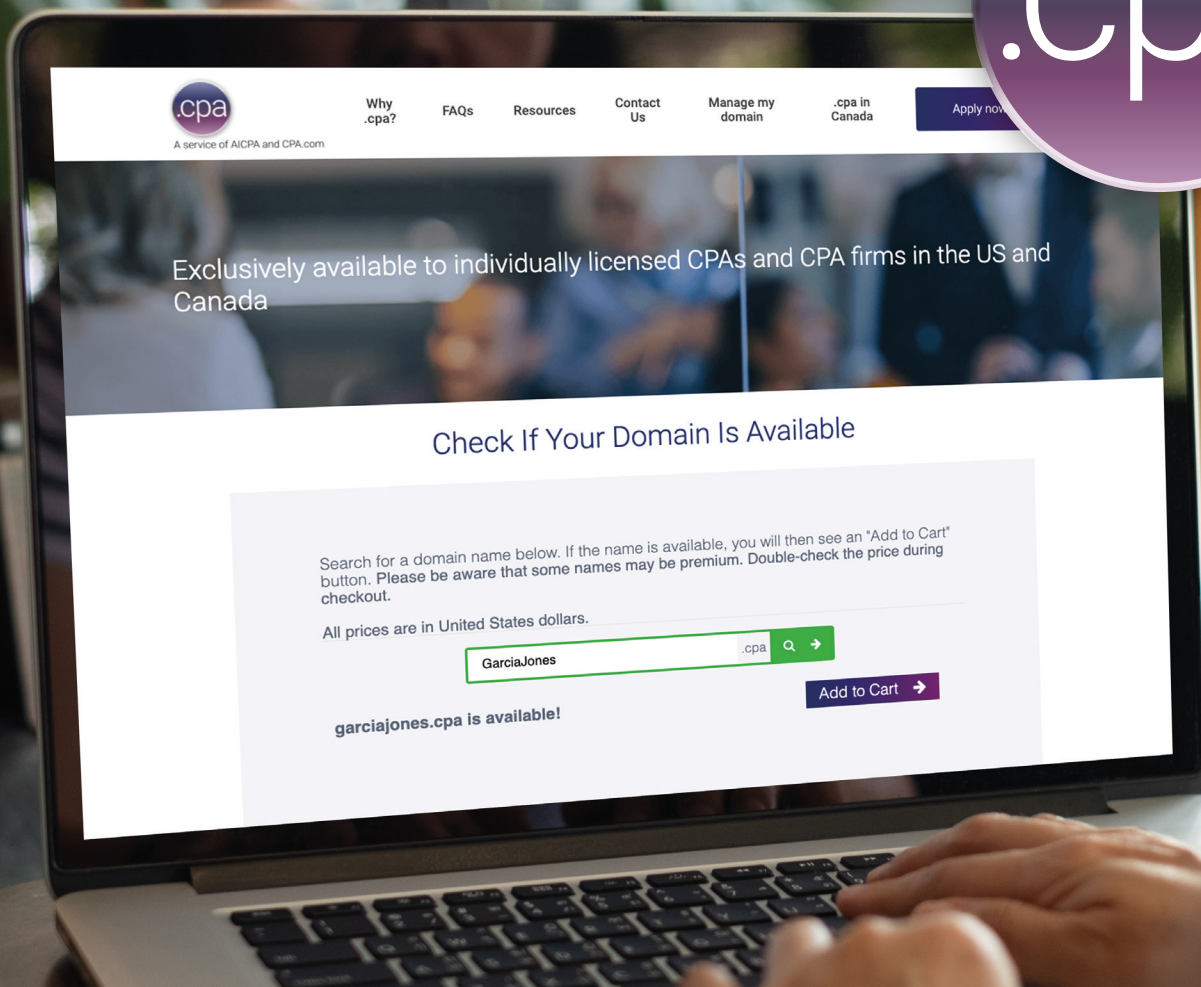 .cp
.cpa
A service of AICPA and CPA.com
Why
.cpa?
FAQs
Resources
Contact
Us
Manage my
domain
.cpa in
Canada
Apply now
Exclusively available to individually licensed CPAs and CPA firms in the US and
Canada
Check If Your Domain Is Available
Search for a domain name below. If the name is available, you will then see an "Add to Cart"
button. Please be aware that some names may be premium. Double-check the price during
checkout.
All prices are in United States dollars.
GarciaJones
.cpa
Add to Cart
garciajones.cpa is available!